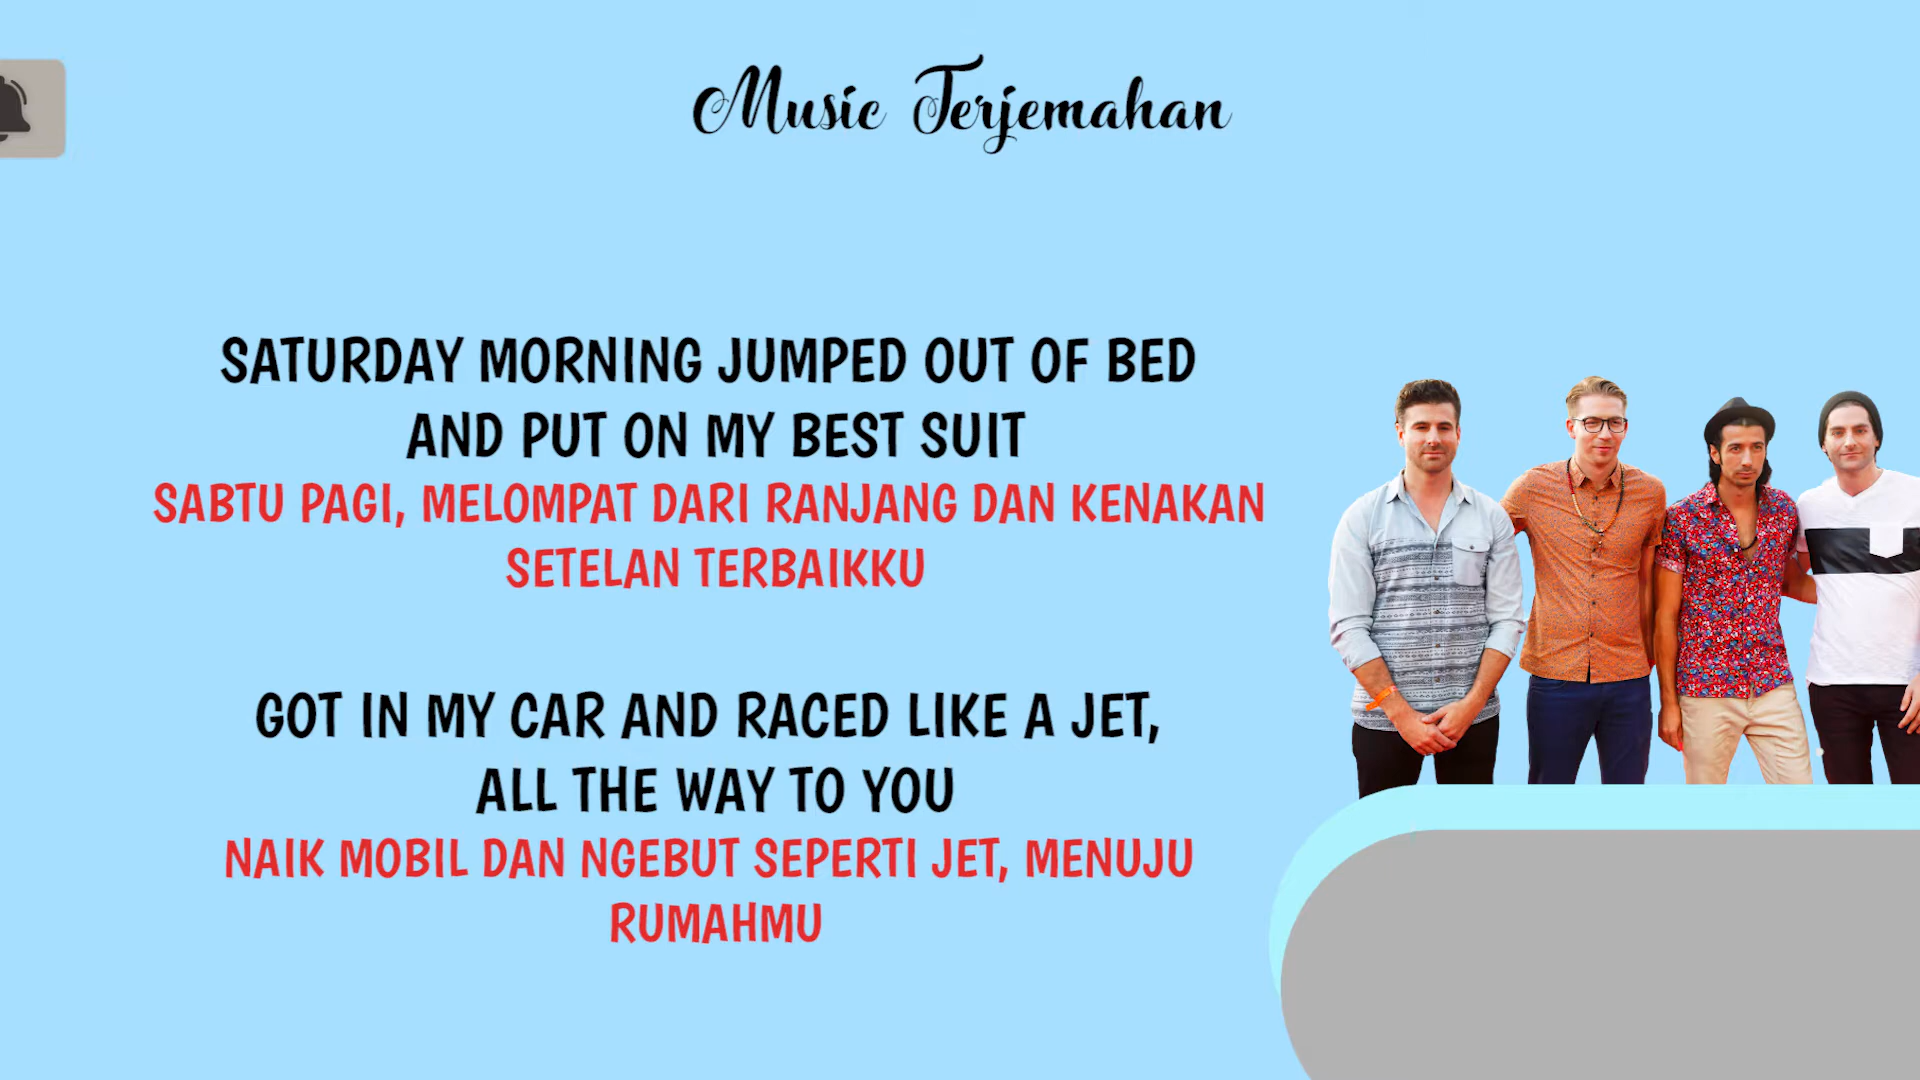 Music Terjemahan
SATURDAY MORNING JUMPED OUT OF BED
AND PUT ON MY BEST SUIT
SABTU PAGI, MELOMPAT DARI RANJANG DAN KENAKAN
SETELAN TERBAIKKU
GOT IN MY CAR AND RACED LIKE A JET,
ALL THE WAY TO YOU
NAIK MOBIL DAN NGEBUT SEPERTI JET, MENUJU
RUMAHMU